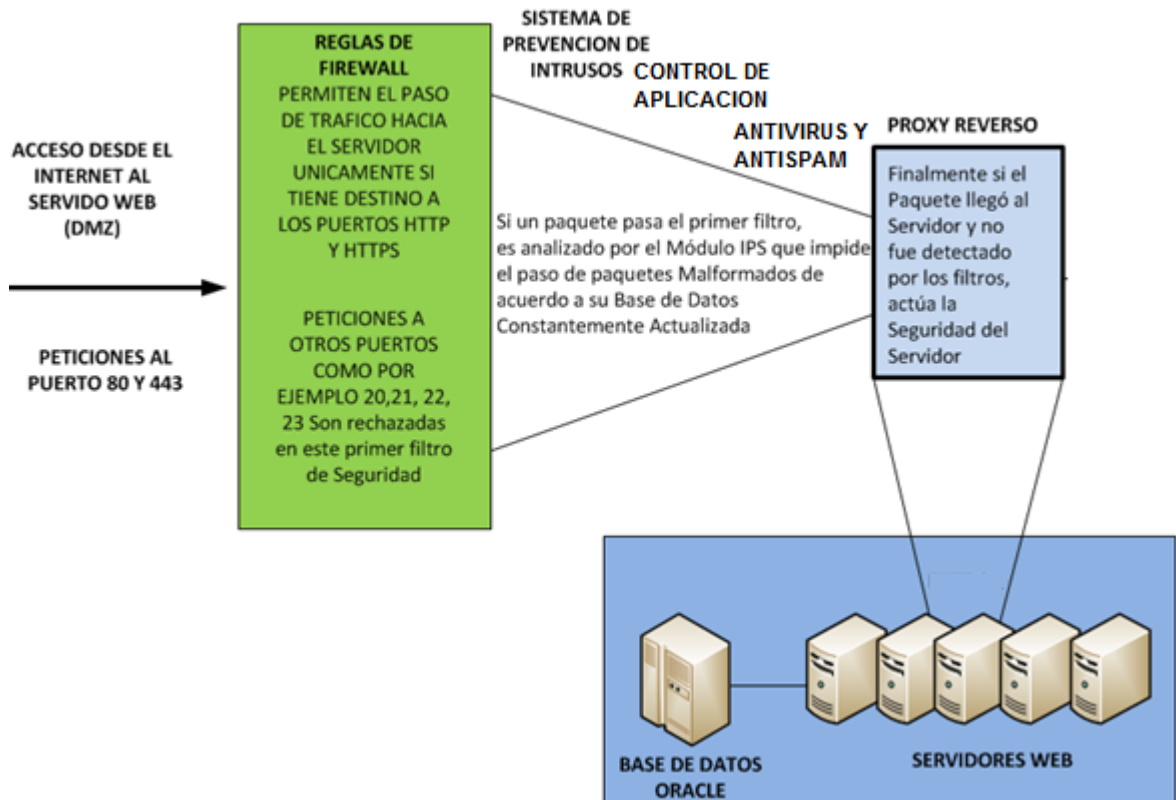 ACCESO DESDE EL
INTERNET AL
SERVIDO WEB
(DMZ)
PETICIONES AL
PUERTO 80 Y 443
REGLAS DE
FIREWALL
PERMITEN EL PASO
DE TRAFICO HACIA
EL SERVIDOR
UNICAMENTE SI
TIENE DESTINO A
LOS PUERTOS HTTP
Y HTTPS
PETICIONES A
OTROS PUERTOS
COMO POR
EJEMPLO 20,21, 22,
23 Son rechazadas
en este primer filtro
de Seguridad
SISTEMA DE
PREVENCION DE
INTRUSOS
CONTROL DE
APLICACION
ANTIVIRUS Y
ANTISPAM
Si un paquete pasa el primer filtro,
es analizado por el Módulo IPS que impide
el paso de paquetes Malformados de
acuerdo a su Base de Datos
Constantemente Actualizada
PROXY REVERSO
Finalmente si el
Paquete llegó al
Servidor y no
fue detectado
por los filtros,
actúa la
Seguridad del
Servidor
BASE DE DATOS
ORACLE
SERVIDORES WEB